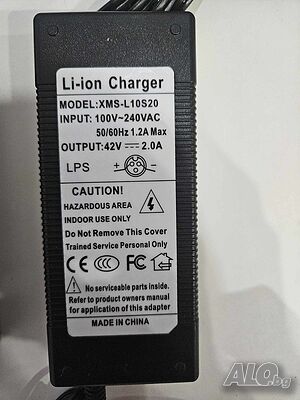 Li-ion Charger
MODEL:XMS-L10S20
INPUT: 100V~240VAC
50/60Hz 1.2A Max
OUTPUT:42V ⎓ 2.0A
LPS + -
CAUTION!
HAZARDOUS AREA
INDOOR USE ONLY
Do Not Remove This Cover
Trained Service Personal Only
CE FC CCC
No serviceable parts inside.
Refer to product owners manual
for application of this adapter
MADE IN CHINA
ALO.bg